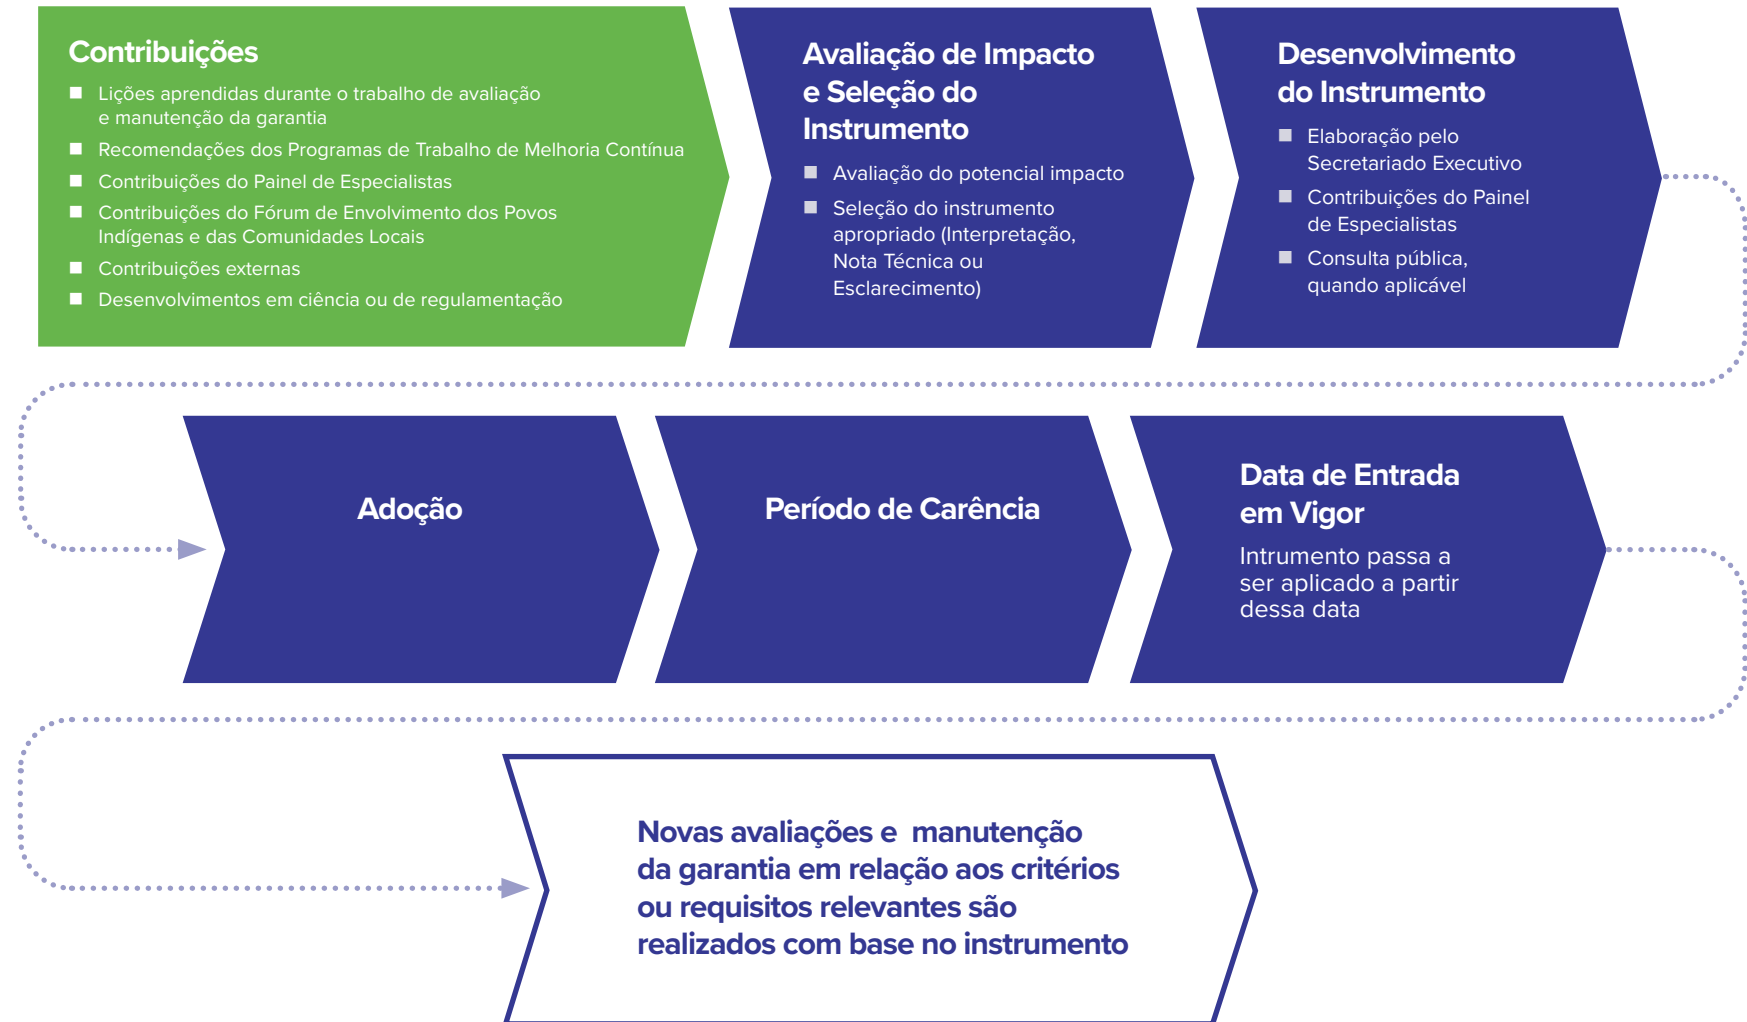 Contribuições
Lições aprendidas durante o trabalho de avaliação
e manutenção da garantia
Recomendações dos Programas de Trabalho de Melhoria Contínua
Contribuições do Painel de Especialistas
Contribuições do Fórum de Envolvimento dos Povos
Indígenas e das Comunidades Locais
Contribuições externas
Desenvolvimentos em ciência ou de regulamentação
Avaliação de Impacto
e Seleção do
Instrumento
Avaliação do potencial impacto
Seleção do instrumento
apropriado (Interpretação,
Nota Técnica ou
Esclarecimento)
Desenvolvimento
do Instrumento
Elaboração pelo
Secretariado Executivo
Contribuições do Painel
de Especialistas
Consulta pública,
quando aplicável
Adoção
Período de Carência
Data de Entrada
em Vigor
Intrumento passa a
ser aplicado a partir
dessa data
Novas avaliações e  manutenção
da garantia em relação aos critérios
ou requisitos relevantes são
realizados com base no instrumento